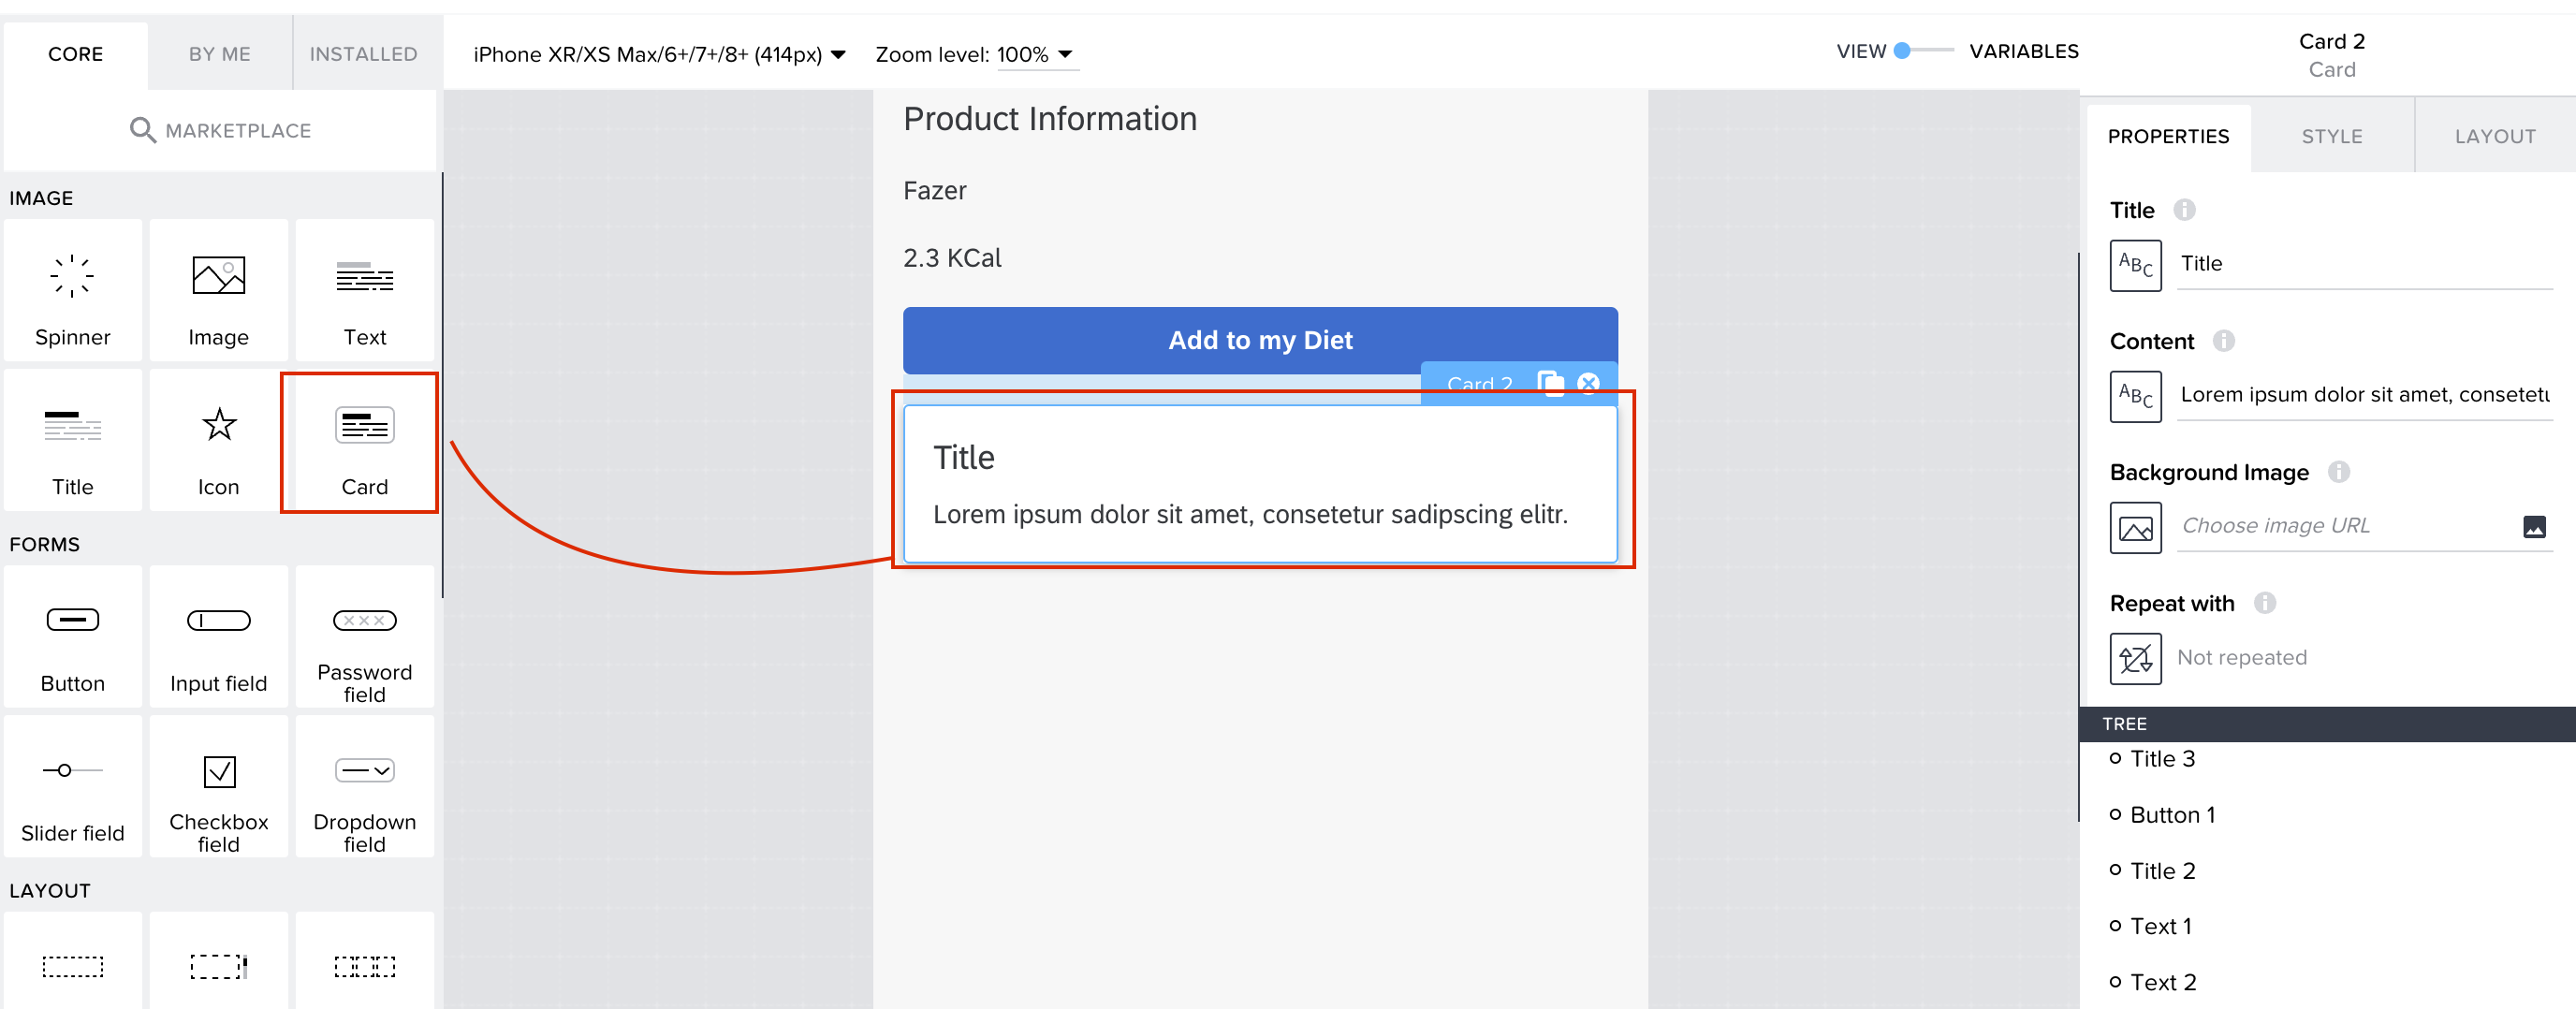 CORE
BY ME
INSTALLED
iPhone XR/XS Max/6+/7+/8+ (414px)
Zoom level: 100%
VIEW
VARIABLES
Card 2
Card
MARKETPLACE
IMAGE
Spinner
Image
Text
Title
Icon
Card
FORMS
Button
Input field
Password
field
Slider field
Checkbox
field
Dropdown
field
LAYOUT
Product Information
Fazer
2.3 KCal
Add to my Diet
Card 2
Title
Lorem ipsum dolor sit amet, consetetur sadipscing elitr.
PROPERTIES
STYLE
LAYOUT
Title
ABC
Title
Content
ABC
Lorem ipsum dolor sit amet, consetetu
Background Image
Choose image URL
Repeat with
Not repeated
TREE
Title 3
Button 1
Title 2
Text 1
Text 2